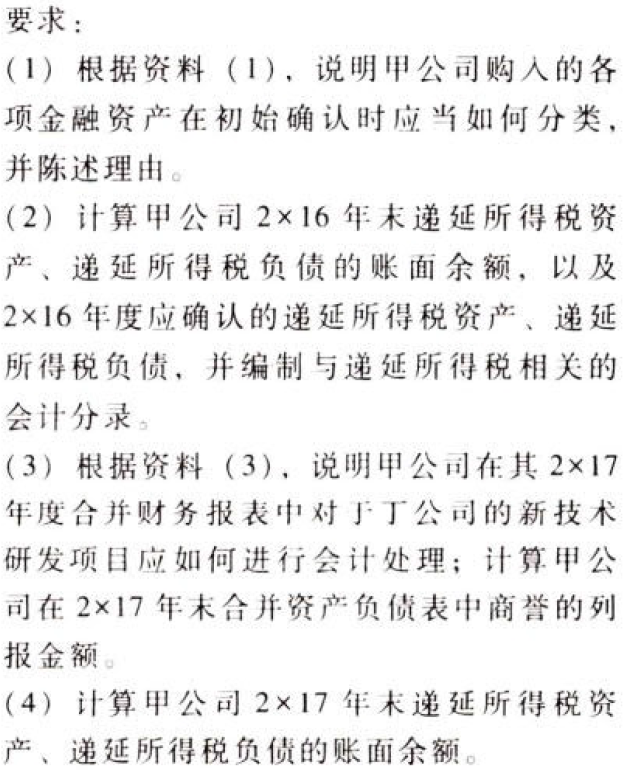 要求：
(1) 根据资料 (1)，说明甲公司购入的各
项金融资产在初始确认时应当如何分类，
并陈述理由。
(2) 计算甲公司 2×16 年末递延所得税资
产、递延所得税负债的账面余额，以及
2×16 年度应确认的递延所得税资产、递延
所得税负债，并编制与递延所得税相关的
会计分录。
(3) 根据资料 (3)，说明甲公司在其 2×17
年度合并财务报表中对于丁公司的新技术
研发项目应如何进行会计处理；计算甲公
司在 2×17 年末合并资产负债表中商誉的列
报金额。
(4) 计算甲公司 2×17 年末递延所得税资
产、递延所得税负债的账面余额。